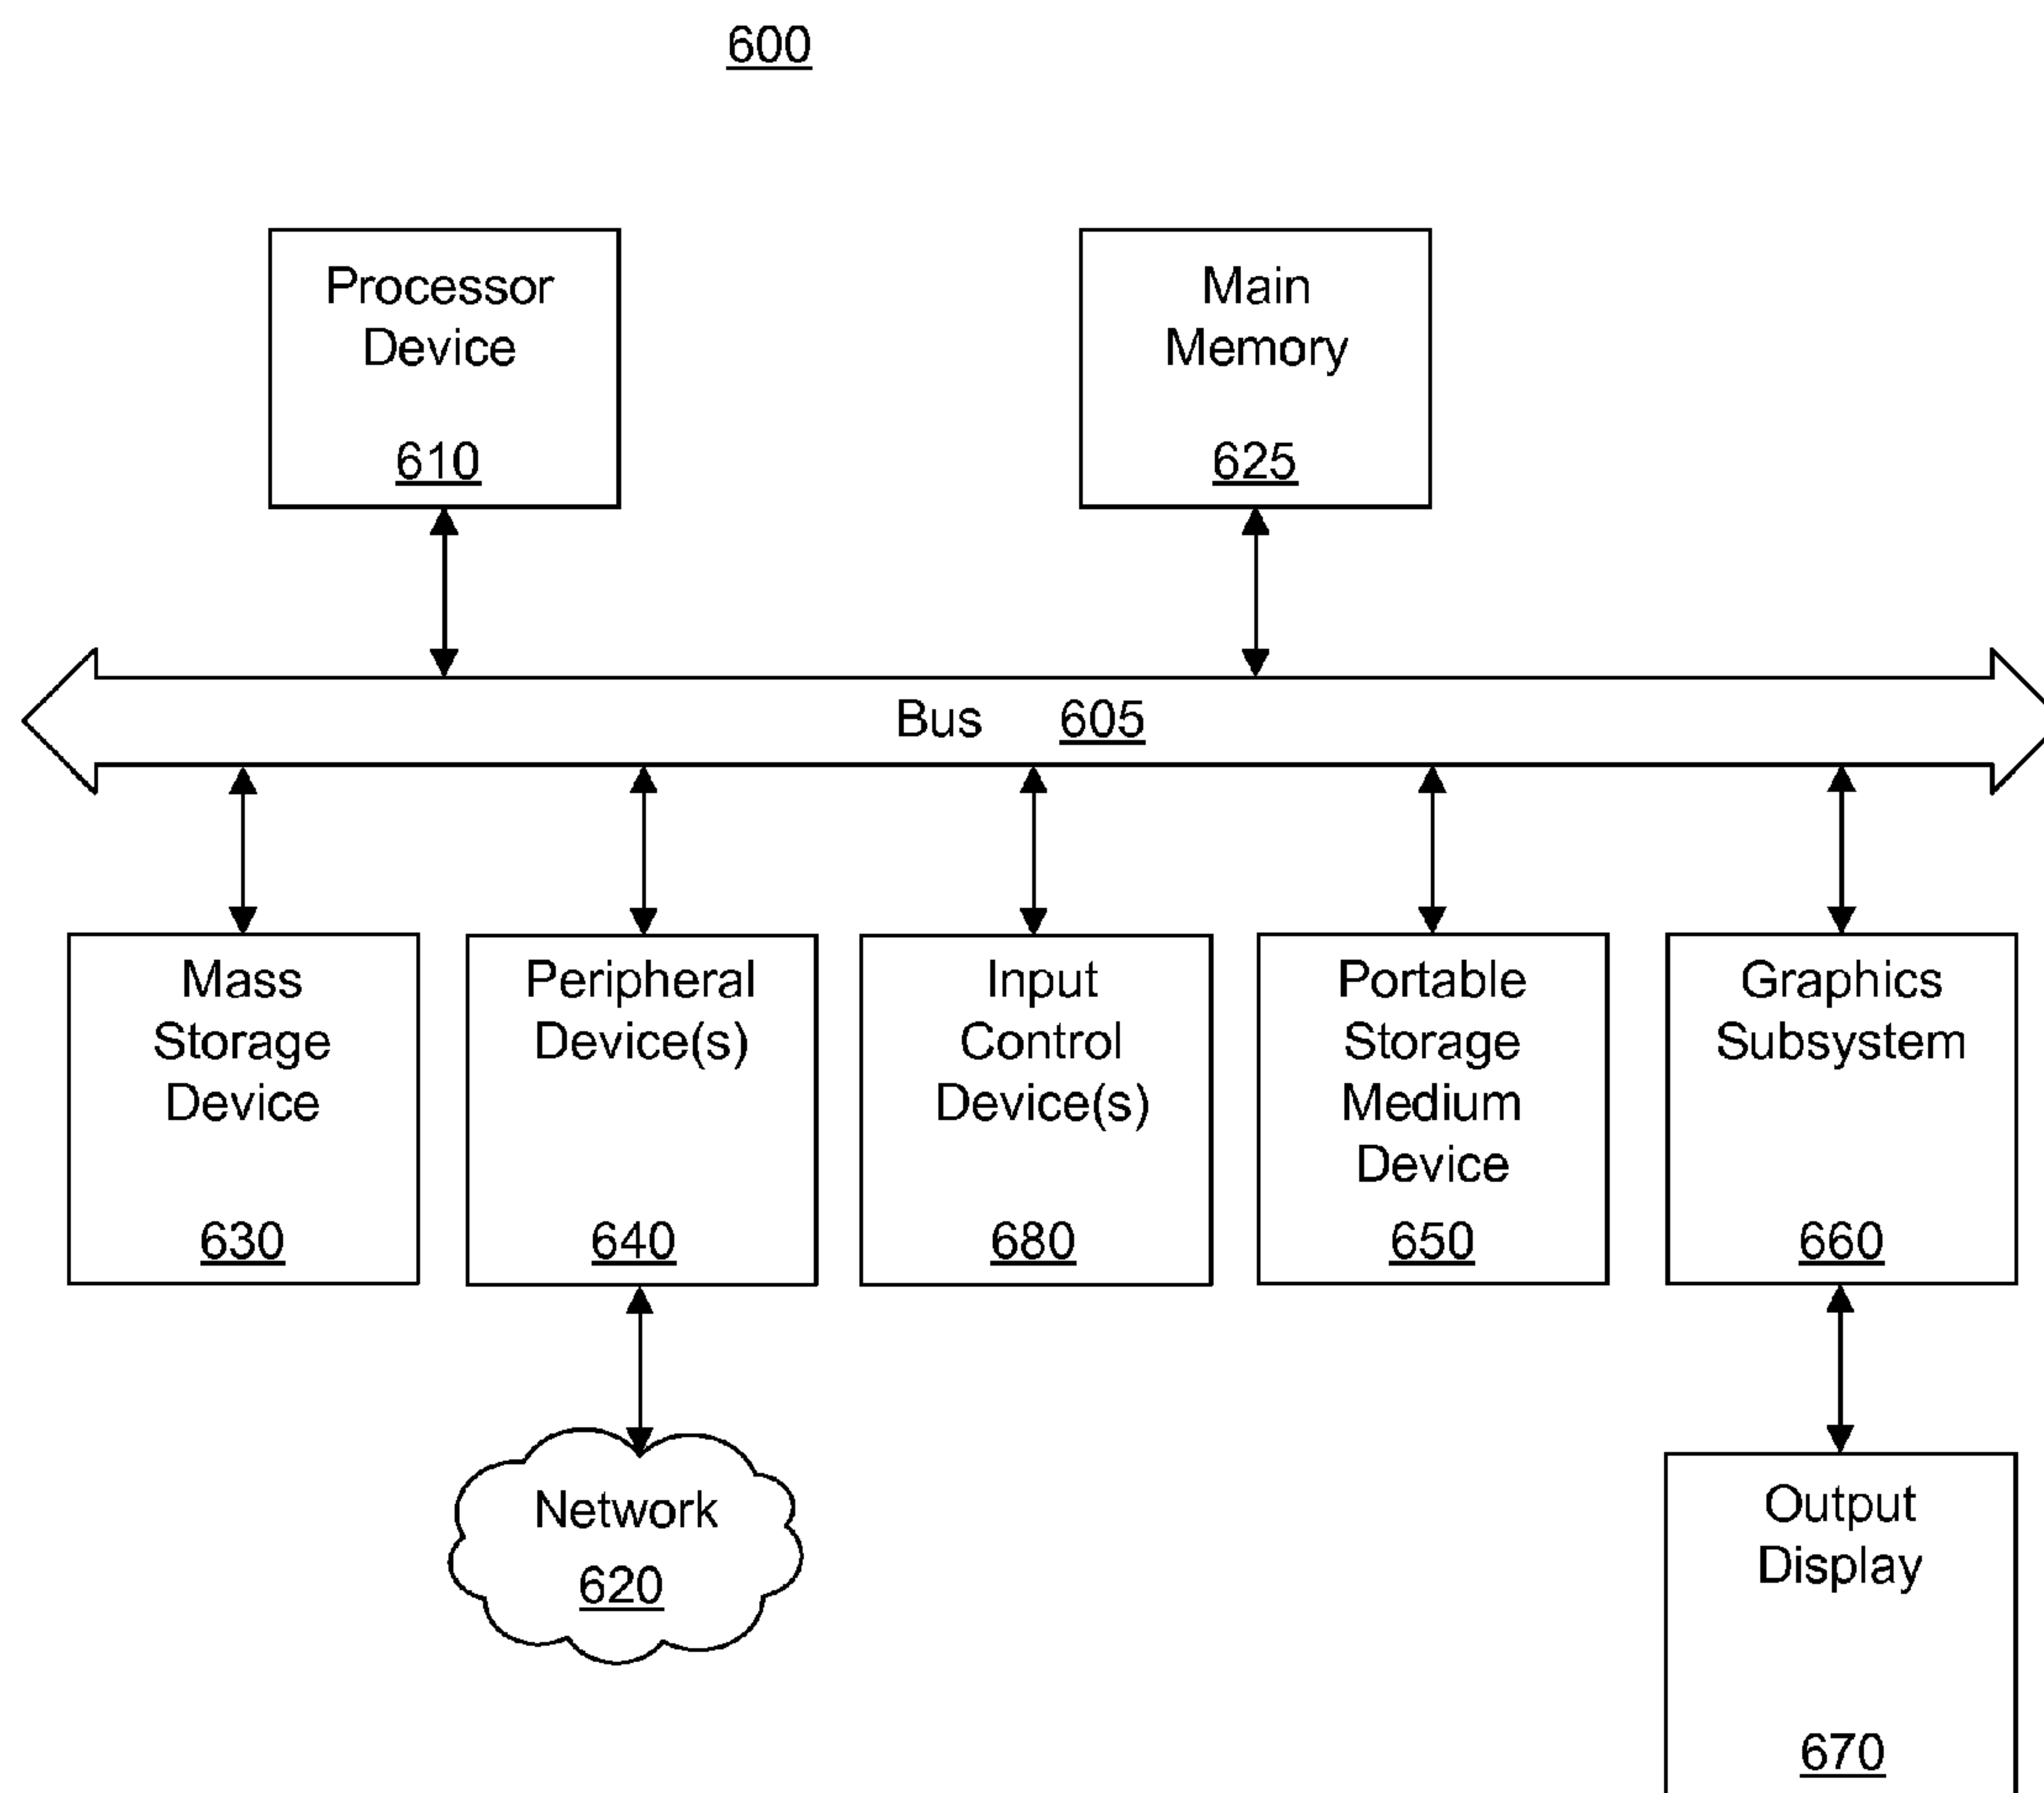 600
Processor
Device
610
Main
Memory
625
Bus 605
Mass
Storage
Device
630
Peripheral
Device(s)
640
Input
Control
Device(s)
680
Portable
Storage
Medium
Device
650
Graphics
Subsystem
660
Network
620
Output
Display
670